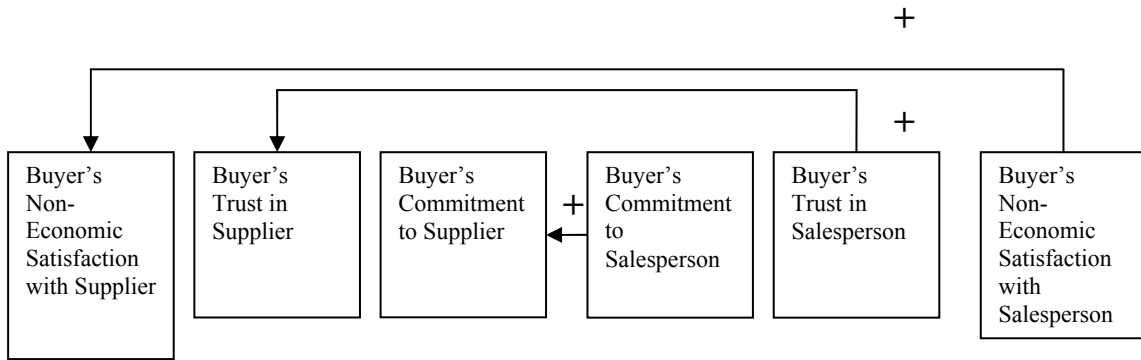 +
+
Buyer's
Non-
Economic
Satisfaction
with Supplier
Buyer's
Trust in
Supplier
Buyer's
Commitment
to Supplier
+
Buyer's
Commitment
to
Salesperson
Buyer's
Trust in
Salesperson
Buyer's
Non-
Economic
Satisfaction
with
Salesperson